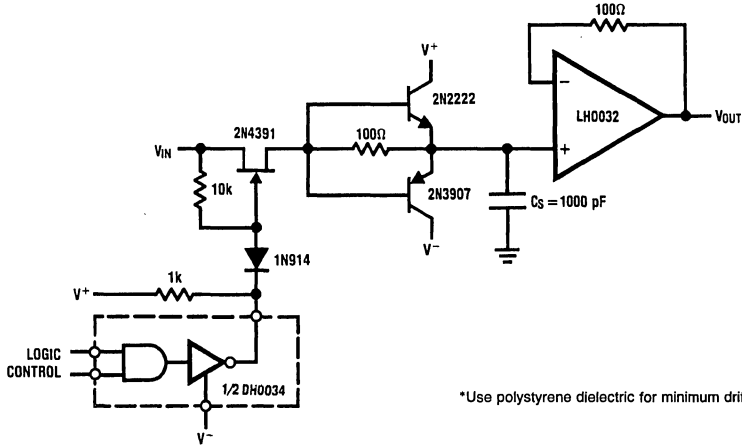 100Ω
V+
2N2222
LH0032
VOUT
2N4391
100Ω
VIN
10k
2N3907
CS = 1000 pF
V−
1N914
1k
V+
LOGIC
CONTROL
1/2 DH0034
V−
*Use polystyrene dielectric for minimum